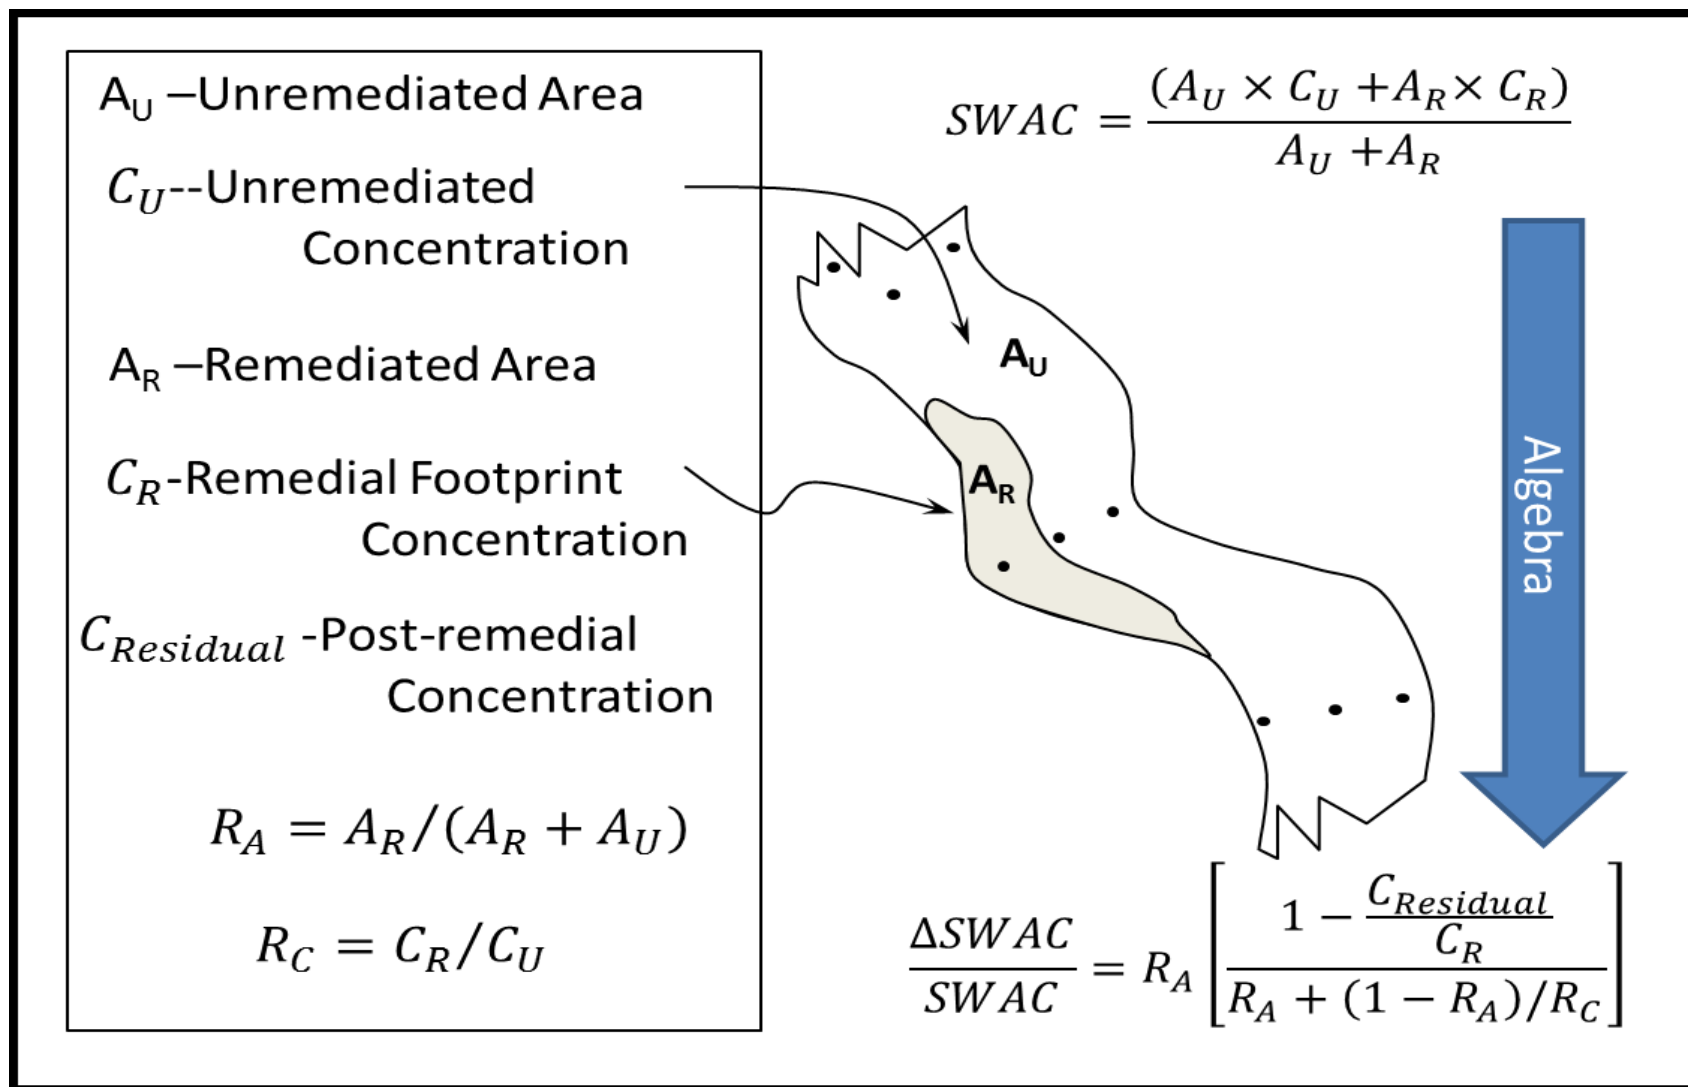 A_U –Unremediated Area
C_U--Unremediated
Concentration
A_R –Remediated Area
C_R-Remedial Footprint
Concentration
C_Residual -Post-remedial
Concentration
R_A = A_R/(A_R + A_U)
R_C = C_R/C_U
SWAC = (A_U × C_U +A_R× C_R) / A_U +A_R
A_U
A_R
Algebra
ΔSWAC / SWAC = R_A [ 1 − C_Residual / C_R / R_A + (1 − R_A)/R_C ]